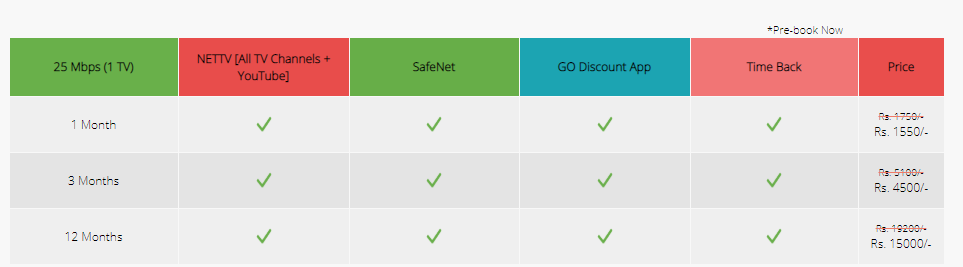 *Pre-book Now
25 Mbps (1 TV)
NETTV [All TV Channels +
YouTube]
SafeNet
GO Discount App
Time Back
Price
1 Month
Rs. 1750/-
Rs. 1550/-
3 Months
Rs. 5100/-
Rs. 4500/-
12 Months
Rs. 19200/-
Rs. 15000/-